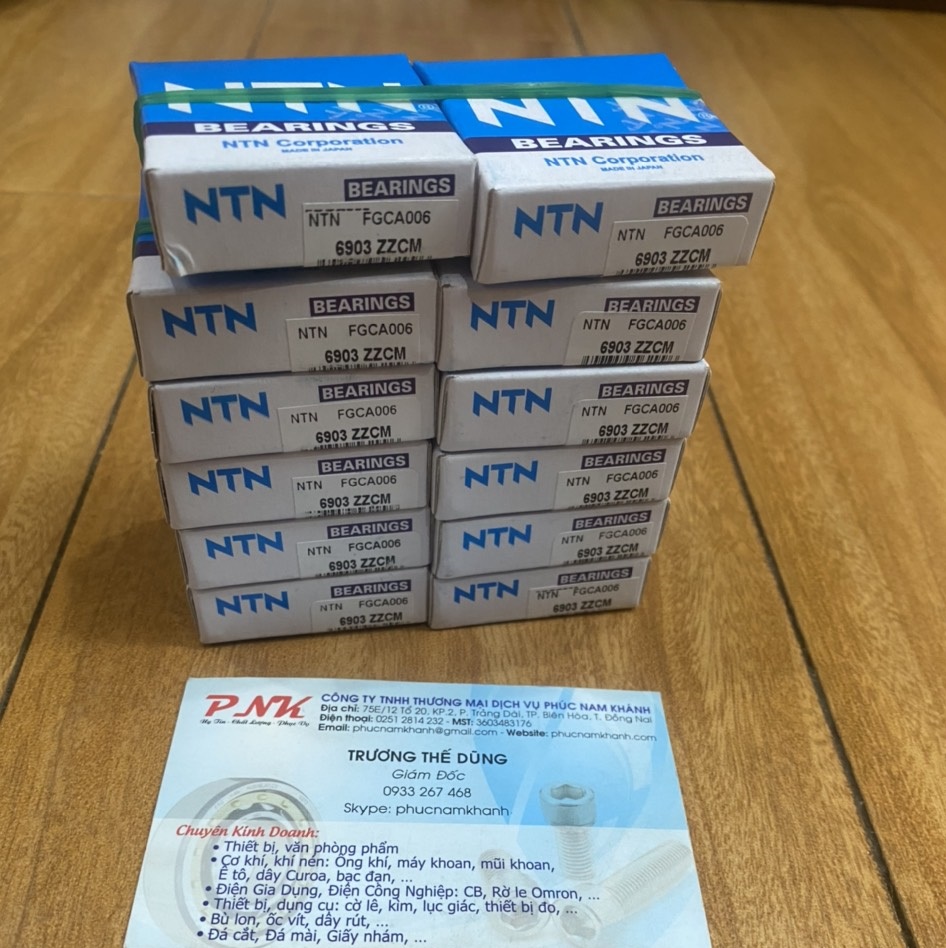 NTN
BEARINGS
NTN Corporation
MADE IN JAPAN
NTN BEARINGS
NTN FGCA006
6903 ZZCM
NTN
BEARINGS
NTN Corporation
MADE IN JAPAN
NTN BEARINGS
NTN FGCA006
6903 ZZCM
NTN BEARINGS
NTN FGCA006
6903 ZZCM
NTN BEARINGS
NTN FGCA006
6903 ZZCM
NTN BEARINGS
NTN FGCA006
6903 ZZCM
NTN BEARINGS
NTN FGCA006
6903 ZZCM
NTN BEARINGS
NTN FGCA006
6903 ZZCM
NTN BEARINGS
NTN FGCA006
6903 ZZCM
NTN BEARINGS
NTN FGCA006
6903 ZZCM
NTN BEARINGS
NTN FGCA006
6903 ZZCM
NTN BEARINGS
NTN FGCA006
6903 ZZCM
NTN BEARINGS
NTN FGCA006
6903 ZZCM
PNK
Uy Tín - Chất Lượng - Phục Vụ
CÔNG TY TNHH THƯƠNG MẠI DỊCH VỤ PHÚC NAM KHÁNH
Địa chỉ: 75E/12 Tổ 20, KP.2, P. Trảng Dài, TP. Biên Hòa, T. Đồng Nai
Điện thoại: 0251 2814 232 - MST: 3603483176
Email: phucnamkhanh@gmail.com - Website: phucnamkhanh.com
TRƯƠNG THẾ DŨNG
Giám Đốc
0933 267 468
Skype: phucnamkhanh
Chuyên Kinh Doanh:
• Thiết bị, văn phòng phẩm
• Cơ khí, khí nén: Ống khí, máy khoan, mũi khoan,
Ê tô, dây Curoa, bạc đạn, ...
• Điện Gia Dụng, Điện Công Nghiệp: CB, Rờ le Omron, ...
• Thiết bị, dụng cụ: cờ lê, kìm, lục giác, thiết bị đo, ...
• Bù lon, ốc vít, dây rút, ...
• Đá cắt, Đá mài, Giấy nhám, ...